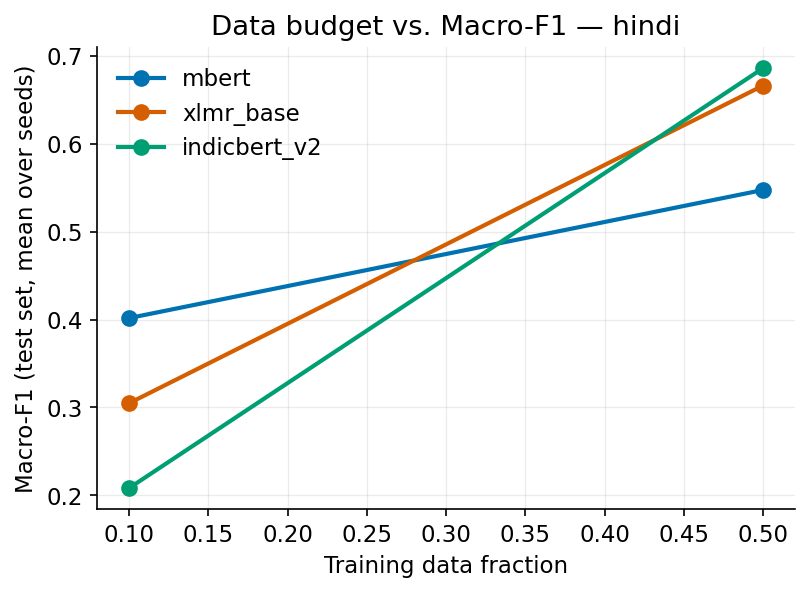 Data budget vs. Macro-F1 — hindi
Macro-F1 (test set, mean over seeds)
0.7
0.6
0.5
0.4
0.3
0.2
mbert
xlmr_base
indicbert_v2
0.10 0.15 0.20 0.25 0.30 0.35 0.40 0.45 0.50
Training data fraction